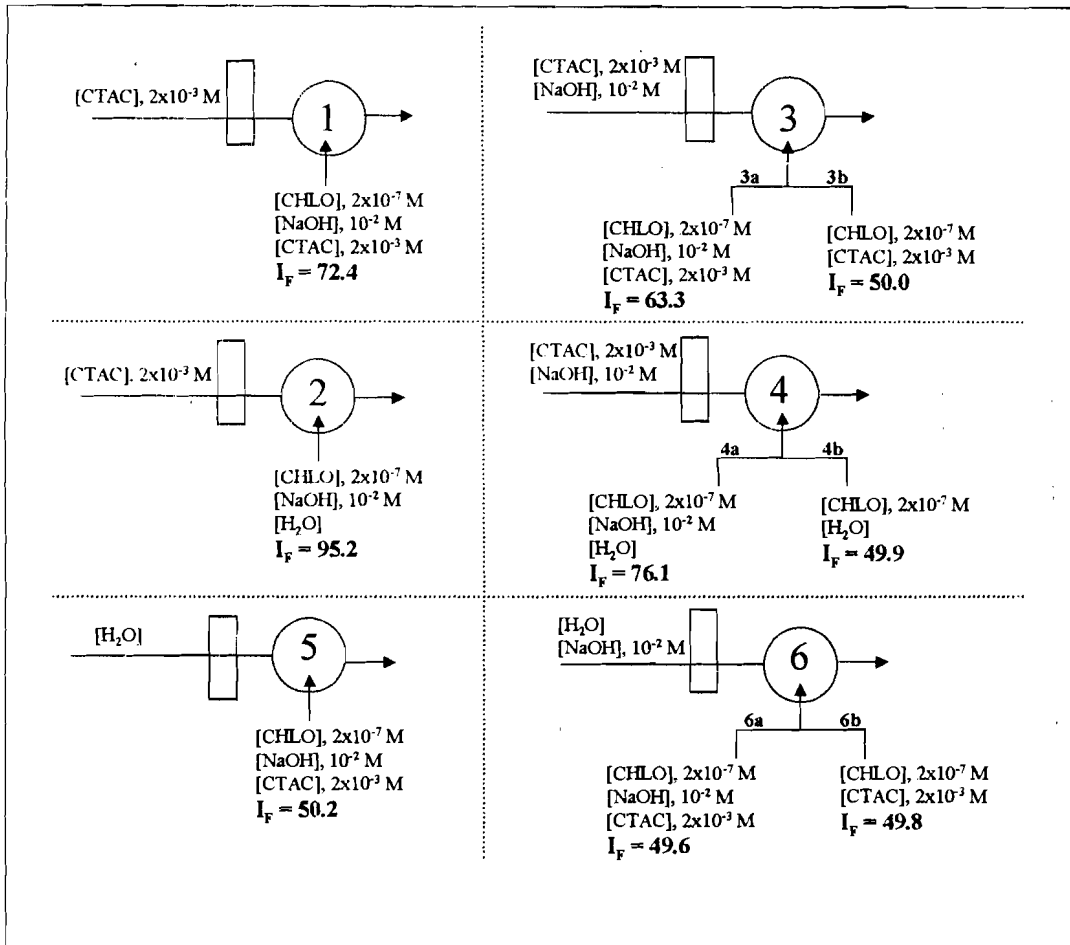 [CTAC], 2x10⁻³ M
1
[CHLO], 2x10⁻⁷ M
[NaOH], 10⁻² M
[CTAC], 2x10⁻³ M
I_F = 72.4
[CTAC], 2x10⁻³ M
[NaOH], 10⁻² M
3
3a 3b
[CHLO], 2x10⁻⁷ M
[NaOH], 10⁻² M
[CTAC], 2x10⁻³ M
I_F = 63.3
[CHLO], 2x10⁻⁷ M
[CTAC], 2x10⁻³ M
I_F = 50.0
[CTAC]. 2x10⁻³ M
2
[CHLO], 2x10⁻⁷ M
[NaOH], 10⁻² M
[H₂O]
I_F = 95.2
[CTAC], 2x10⁻³ M
[NaOH], 10⁻² M
4
4a 4b
[CHLO], 2x10⁻⁷ M
[NaOH], 10⁻² M
[H₂O]
I_F = 76.1
[CHLO], 2x10⁻⁷ M
[H₂O]
I_F = 49.9
[H₂O]
5
[CHLO], 2x10⁻⁷ M
[NaOH], 10⁻² M
[CTAC], 2x10⁻³ M
I_F = 50.2
[H₂O]
[NaOH], 10⁻² M
6
6a 6b
[CHLO], 2x10⁻⁷ M
[NaOH], 10⁻² M
[CTAC], 2x10⁻³ M
I_F = 49.6
[CHLO], 2x10⁻⁷ M
[CTAC], 2x10⁻³ M
I_F = 49.8